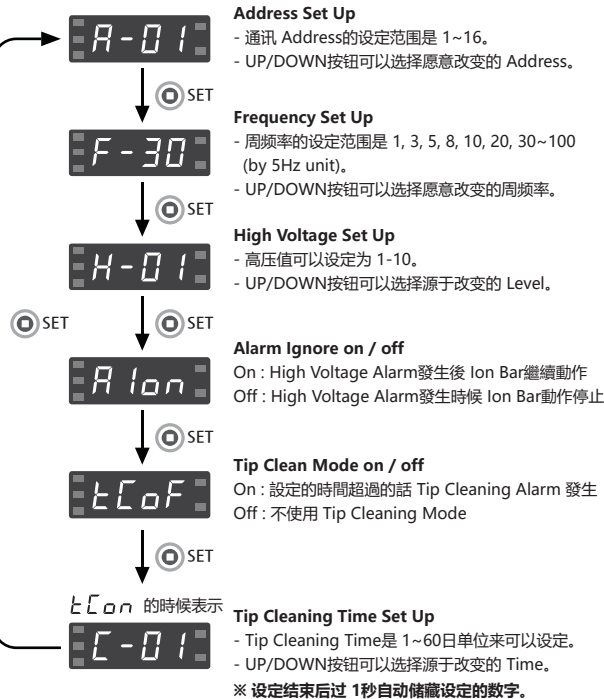 Address Set Up
A-01
- 通讯 Address的设定范围是 1~16。
- UP/DOWN按钮可以选择愿意改变的 Address。
SET
Frequency Set Up
F-30
- 周频率的设定范围是 1, 3, 5, 8, 10, 20, 30~100
(by 5Hz unit)。
- UP/DOWN按钮可以选择愿意改变的周频率。
SET
High Voltage Set Up
H-01
- 高压值可以设定为 1-10。
- UP/DOWN按钮可以选择源于改变的 Level。
SET
SET
Alarm Ignore on / off
A1on
On : High Voltage Alarm發生後 Ion Bar繼續動作
Off : High Voltage Alarm發生時候 Ion Bar動作停止
SET
Tip Clean Mode on / off
tCoF
On : 設定的時間超過的話 Tip Cleaning Alarm 發生
Off : 不使用 Tip Cleaning Mode
SET
tCon 的時候表示
Tip Cleaning Time Set Up
C-01
- Tip Cleaning Time是 1~60日单位来可以设定。
- UP/DOWN按钮可以选择源于改变的 Time。
※ 设定结束后过 1秒自动储藏设定的数字。